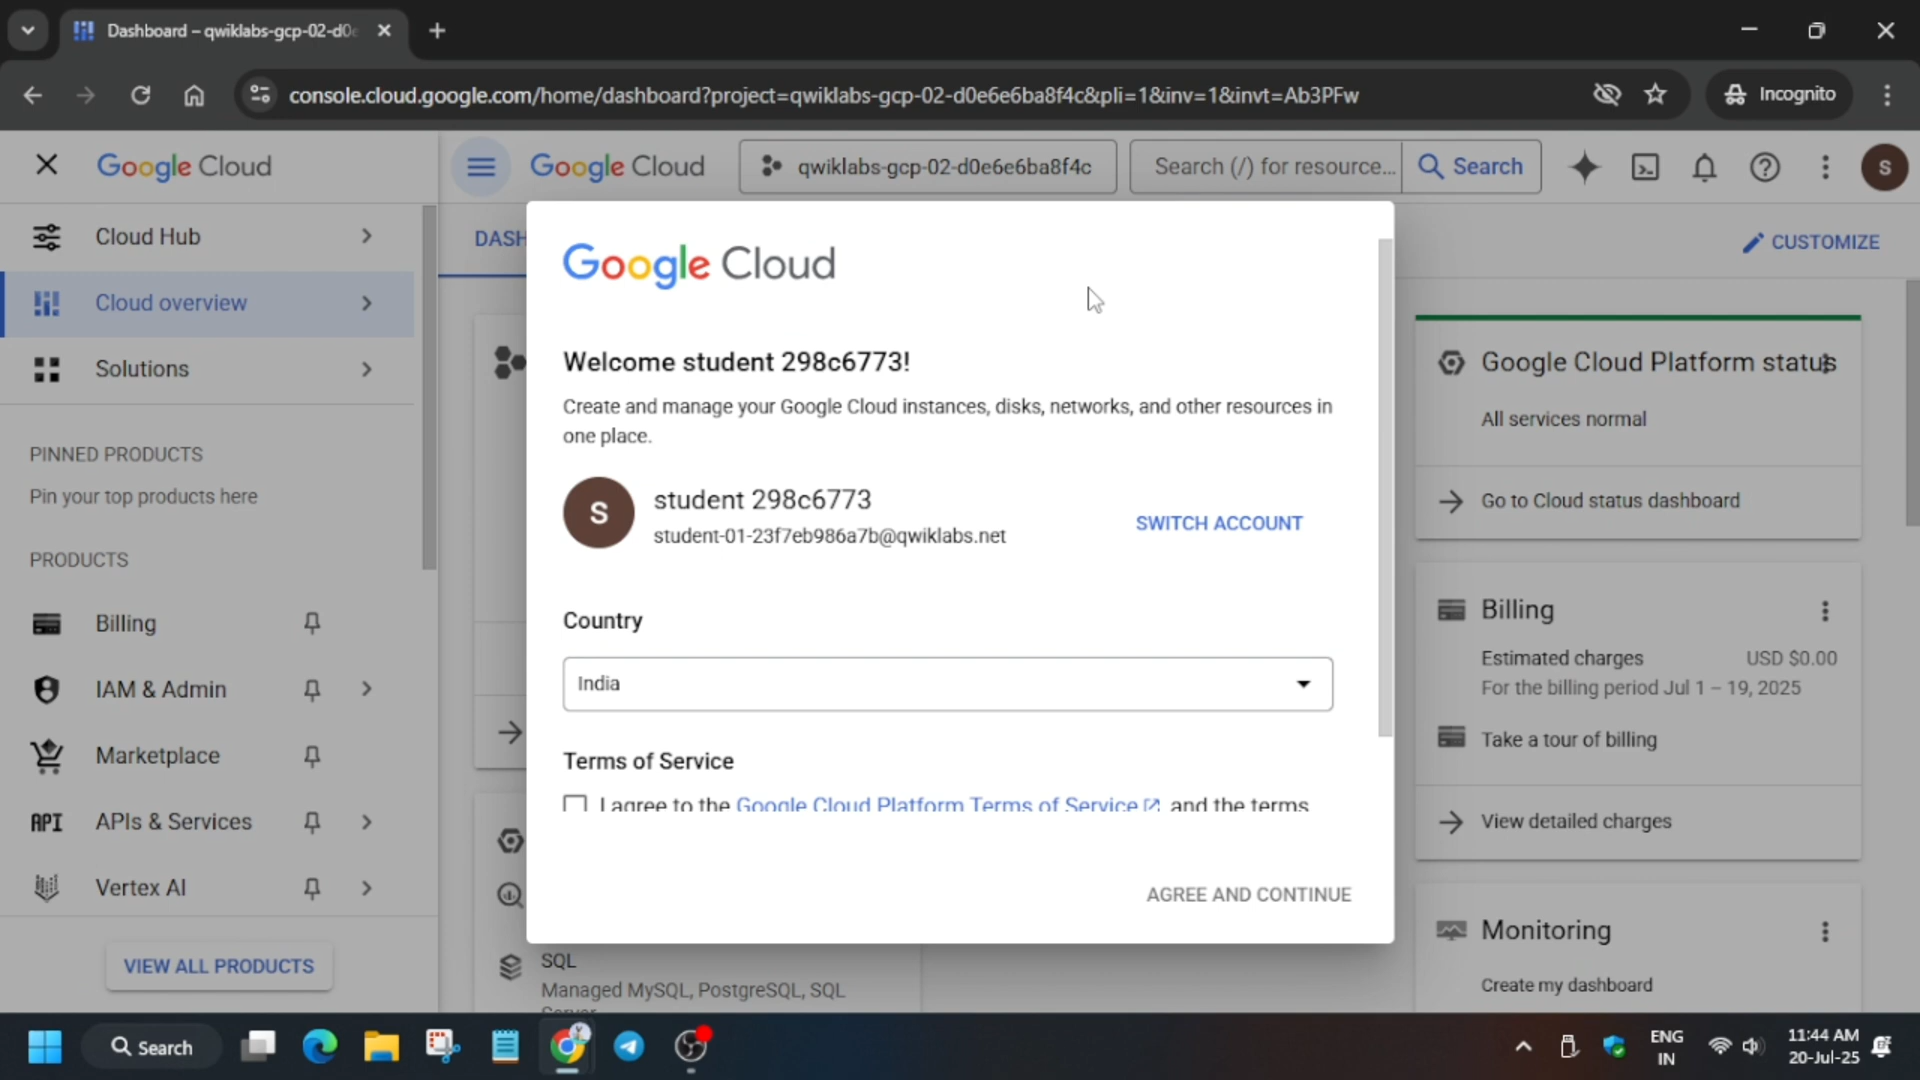 Dashboard – qwiklabs-gcp-02-d0e
console.cloud.google.com/home/dashboard?project=qwiklabs-gcp-02-d0e6e6ba8f4c&pli=1&inv=1&invt=Ab3PFw
Incognito
Google Cloud
Google Cloud
qwiklabs-gcp-02-d0e6e6ba8f4c
Search (/) for resource...
Search
S
Cloud Hub
Cloud overview
Solutions
PINNED PRODUCTS
Pin your top products here
PRODUCTS
Billing
IAM & Admin
Marketplace
API
APIs & Services
Vertex AI
VIEW ALL PRODUCTS
DASH
CUSTOMIZE
Google Cloud
Welcome student 298c6773!
Create and manage your Google Cloud instances, disks, networks, and other resources in
one place.
S
student 298c6773
student-01-23f7eb986a7b@qwiklabs.net
SWITCH ACCOUNT
Country
India
Terms of Service
I agree to the Google Cloud Platform Terms of Service and the terms
AGREE AND CONTINUE
SQL
Managed MySQL, PostgreSQL, SQL
Server
Google Cloud Platform status
All services normal
Go to Cloud status dashboard
Billing
Estimated charges USD $0.00
For the billing period Jul 1 – 19, 2025
Take a tour of billing
View detailed charges
Monitoring
Create my dashboard
Search
ENG
IN
11:44 AM
20-Jul-25